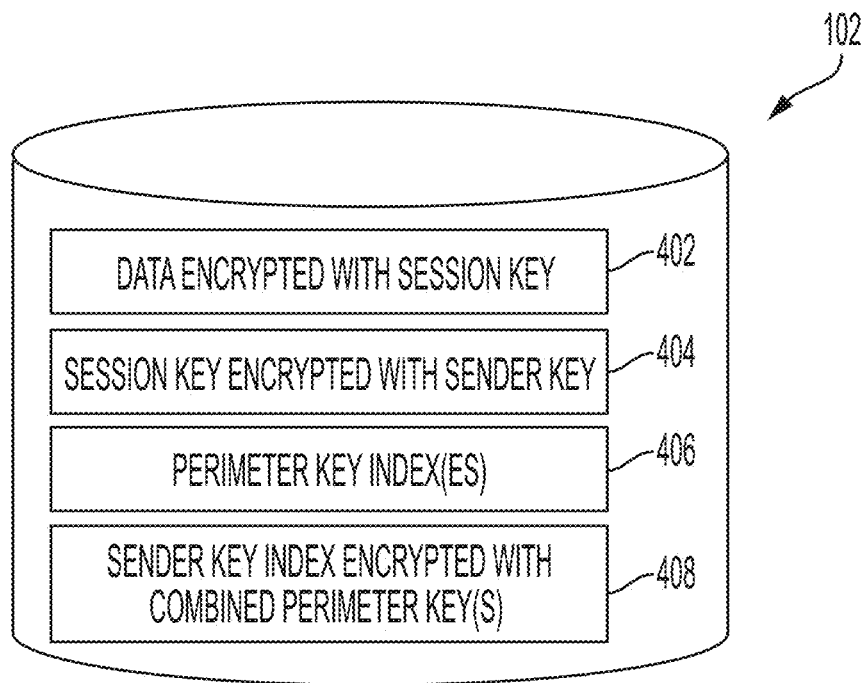 102
DATA ENCRYPTED WITH SESSION KEY
402
SESSION KEY ENCRYPTED WITH SENDER KEY
404
PERIMETER KEY INDEX(ES)
406
SENDER KEY INDEX ENCRYPTED WITH
COMBINED PERIMETER KEY(S)
408